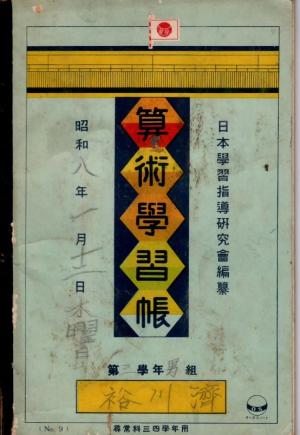 日本學習指導硏究會編纂
算術學習帳
昭和八年一月十二日
木曜日
第三學年男組
裕川濟
(No. 9)
尋常科三四學年用